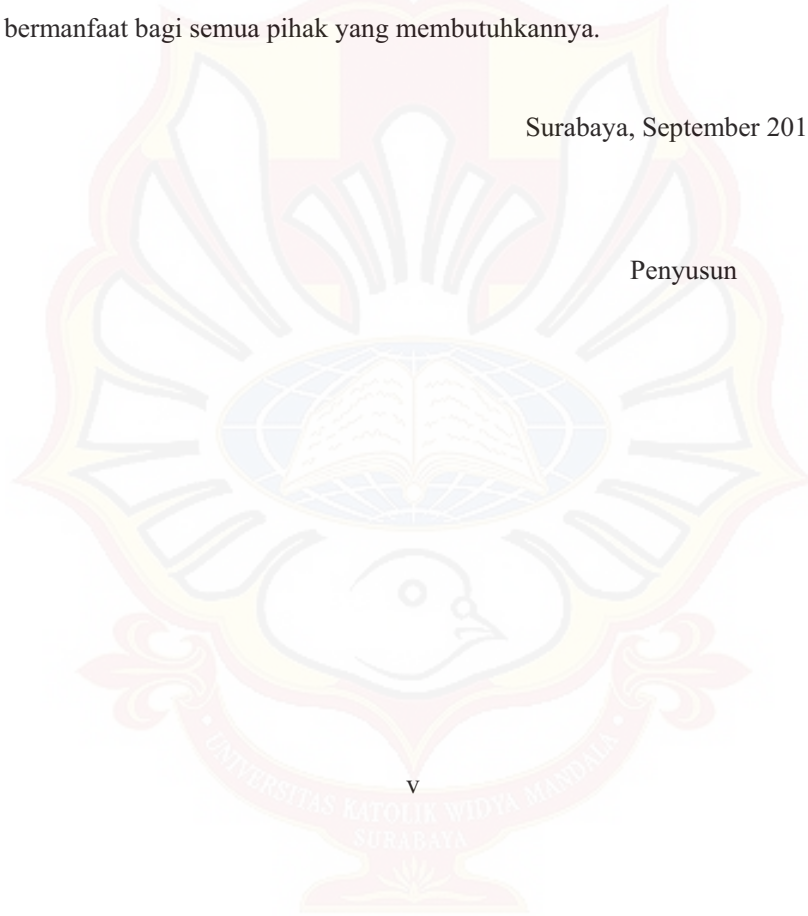 bermanfaat bagi semua pihak yang membutuhkannya.
Surabaya, September 201
Penyusun
v
UNIVERSITAS KATOLIK WIDYA MANDALA
SURABAYA